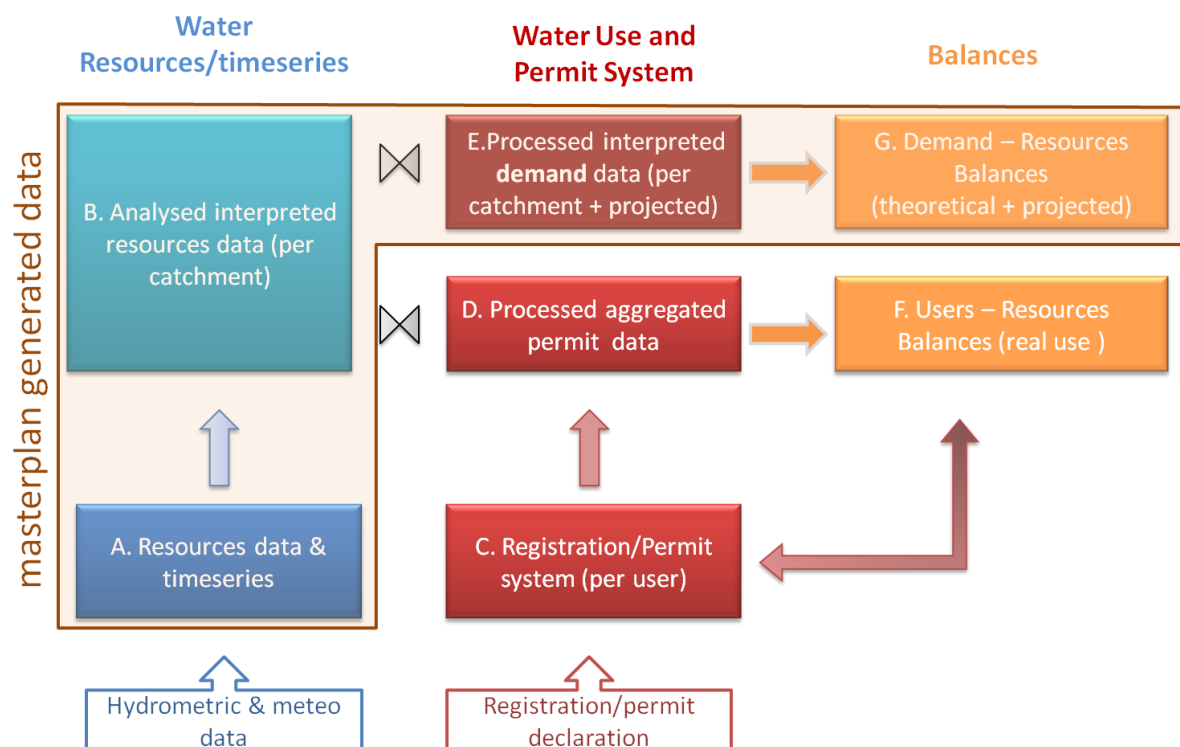 Water
Resources/timeseries
Water Use and
Permit System
Balances
masterplan generated data
B. Analysed interpreted
resources data (per
catchment)
E.Processed interpreted
demand data (per
catchment + projected)
G. Demand – Resources
Balances
(theoretical + projected)
D. Processed aggregated
permit data
F. Users – Resources
Balances (real use )
A. Resources data &
timeseries
C. Registration/Permit
system (per user)
Hydrometric & meteo
data
Registration/permit
declaration